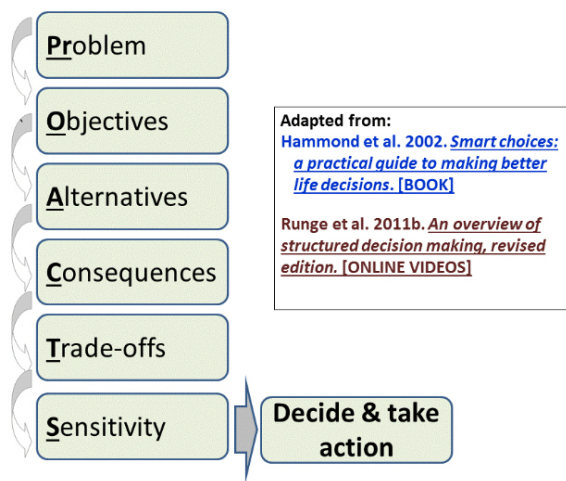 Problem
Objectives
Alternatives
Consequences
Trade-offs
Sensitivity
Decide & take
action
Adapted from:
Hammond et al. 2002. Smart choices:
a practical guide to making better
life decisions. [BOOK]
Runge et al. 2011b. An overview of
structured decision making, revised
edition. [ONLINE VIDEOS]